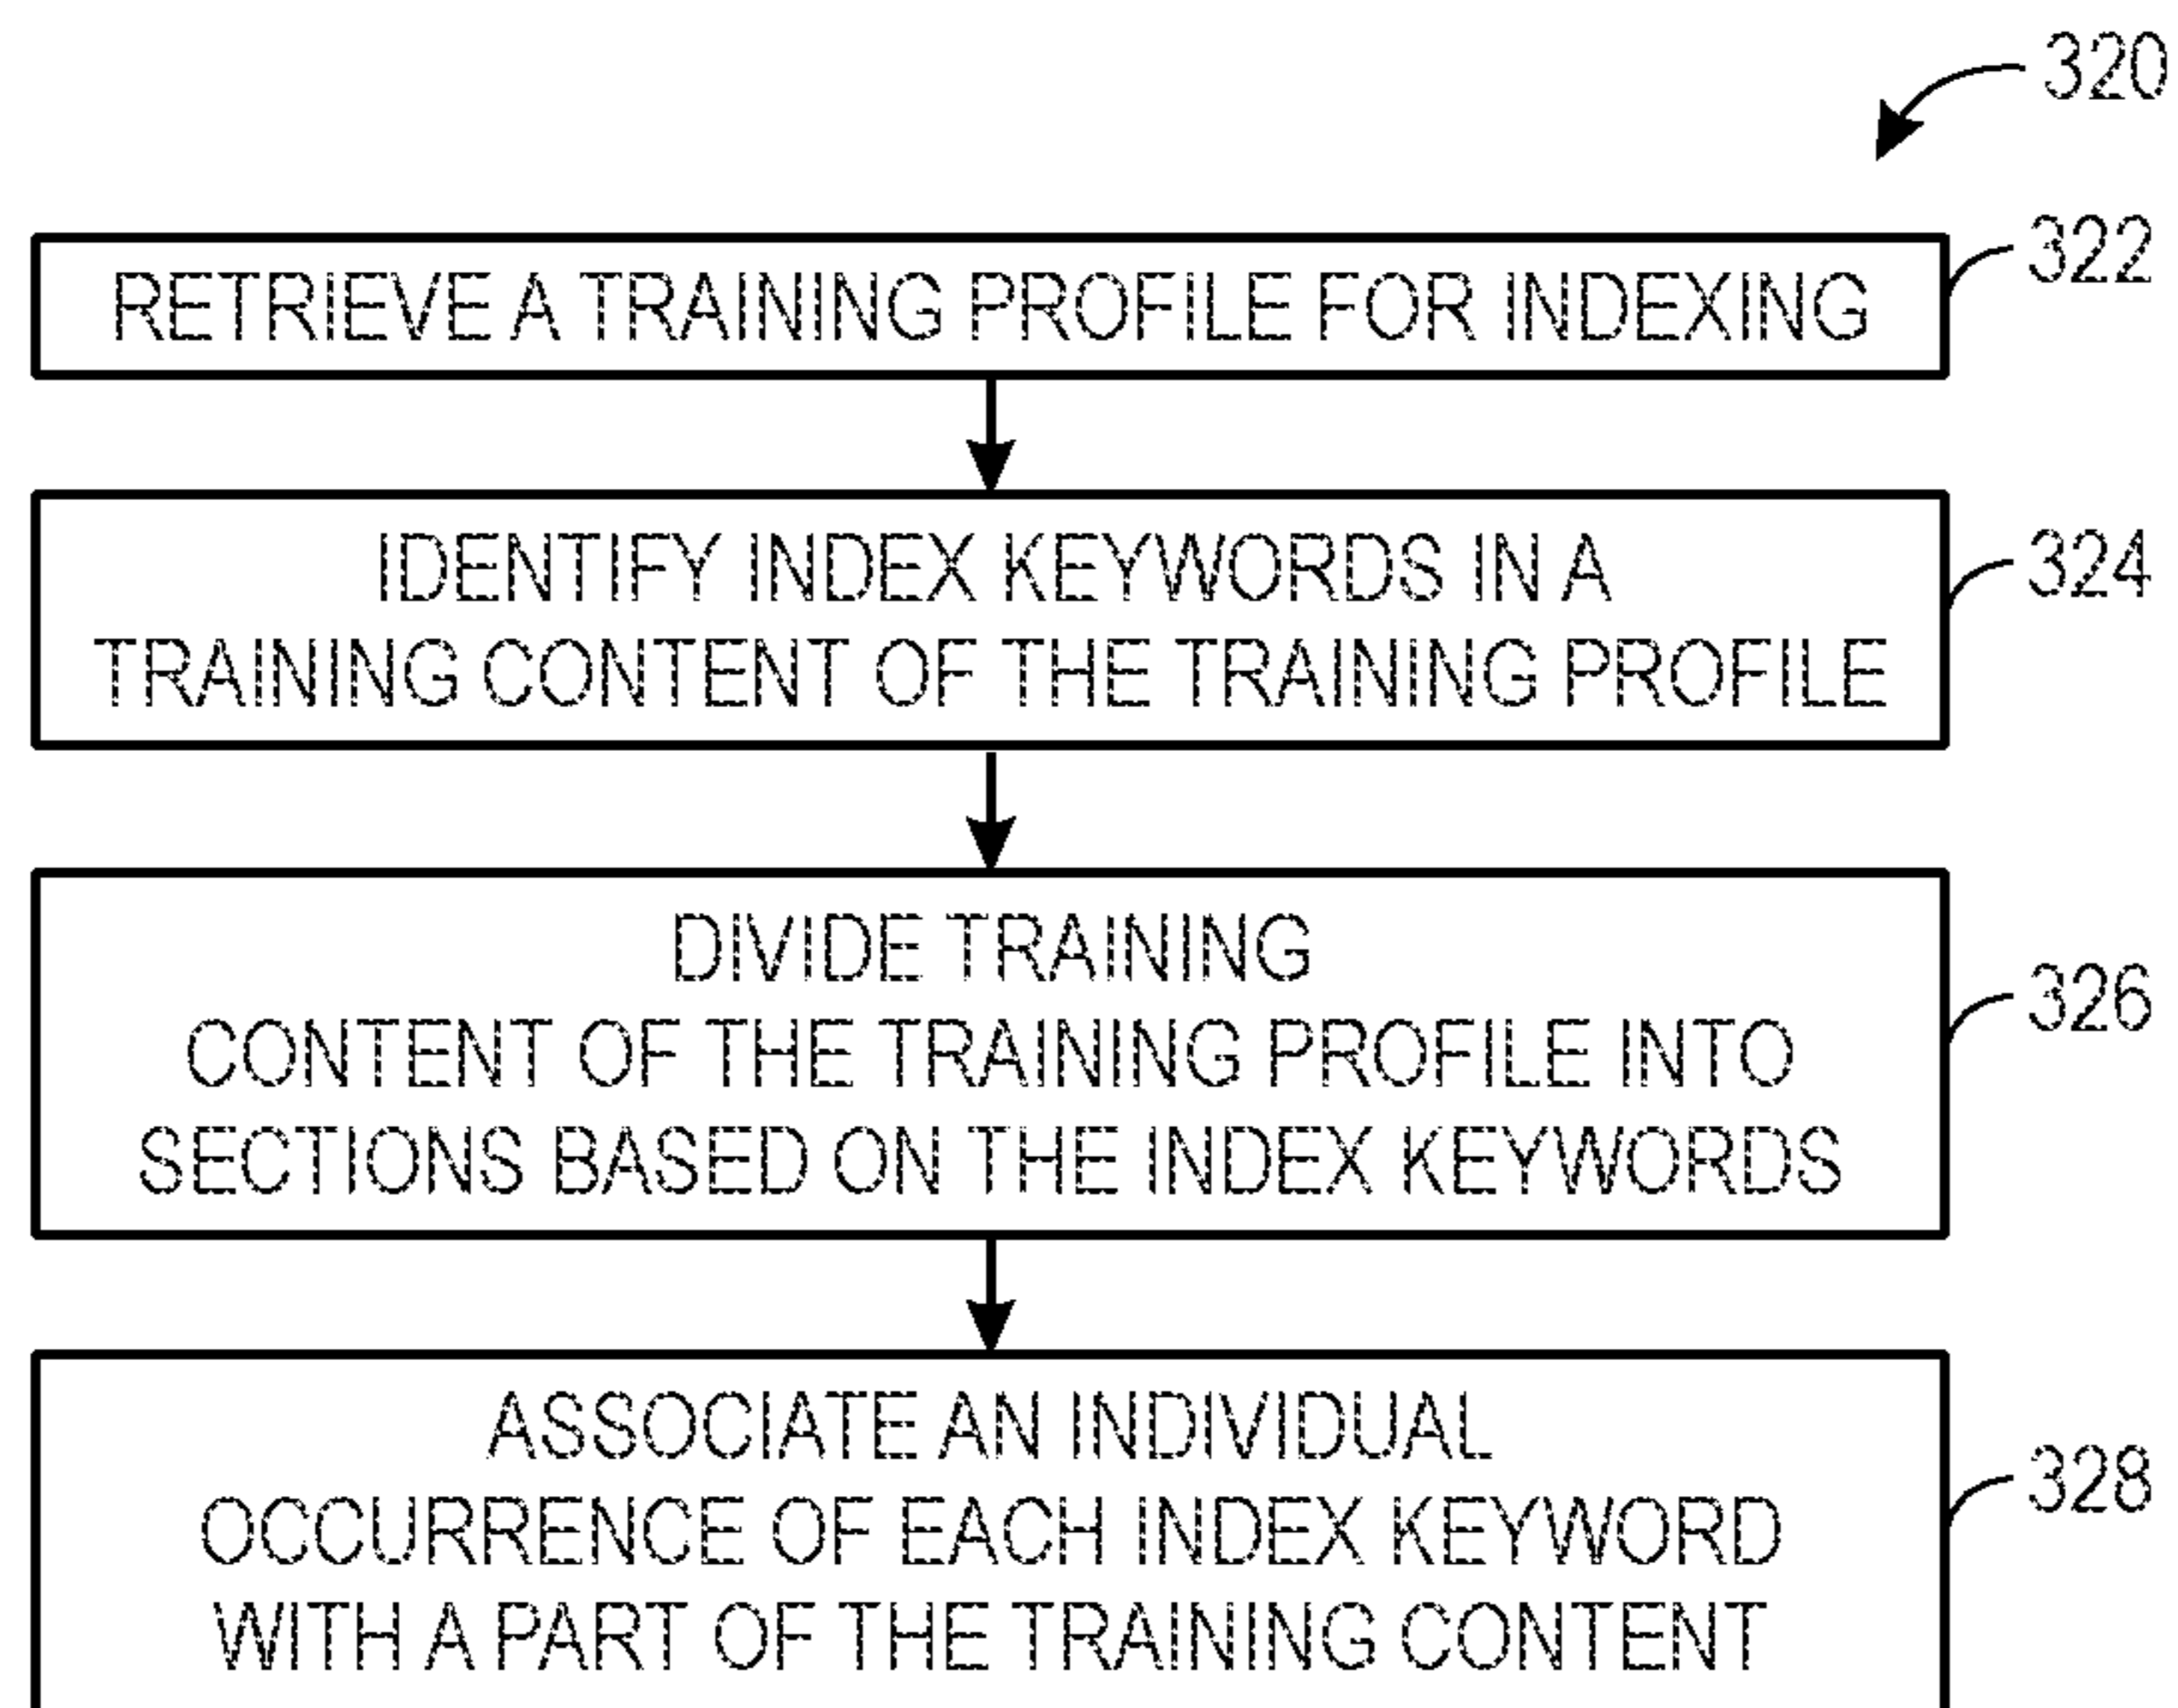 320
RETRIEVE A TRAINING PROFILE FOR INDEXING
322
IDENTIFY INDEX KEYWORDS IN A
TRAINING CONTENT OF THE TRAINING PROFILE
324
DIVIDE TRAINING
CONTENT OF THE TRAINING PROFILE INTO
SECTIONS BASED ON THE INDEX KEYWORDS
326
ASSOCIATE AN INDIVIDUAL
OCCURRENCE OF EACH INDEX KEYWORD
WITH A PART OF THE TRAINING CONTENT
328